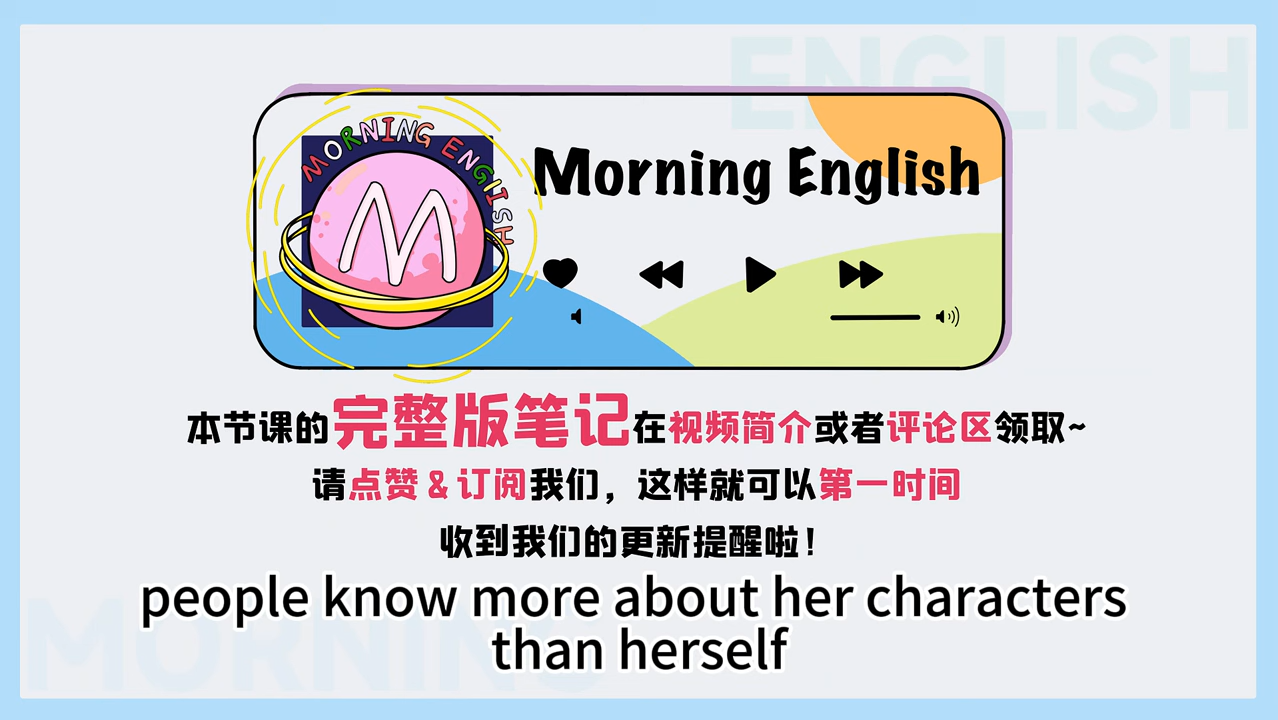 ENGLISH
MORNING ENGLISH
M
Morning English
本节课的完整版笔记在视频简介或者评论区领取~
请点赞&订阅我们，这样就可以第一时间
收到我们的更新提醒啦！
people know more about her characters
than herself
MORNING